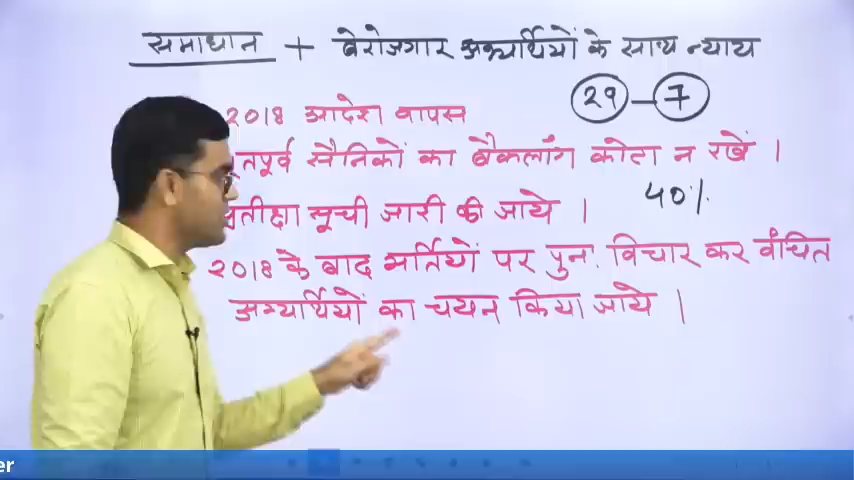 समाधान + बेरोजगार अभ्यर्थियों के साथ न्याय
29 - 7
2018 आदेश वापस
तपूर्व सैनिकों का बैकलॉग कोटा न रखें ।
40%
तीक्षा सूची जारी की जाये ।
2018 के बाद भर्तियों पर पुन: विचार कर वंचित
अभ्यर्थियों का चयन किया जाये ।
er